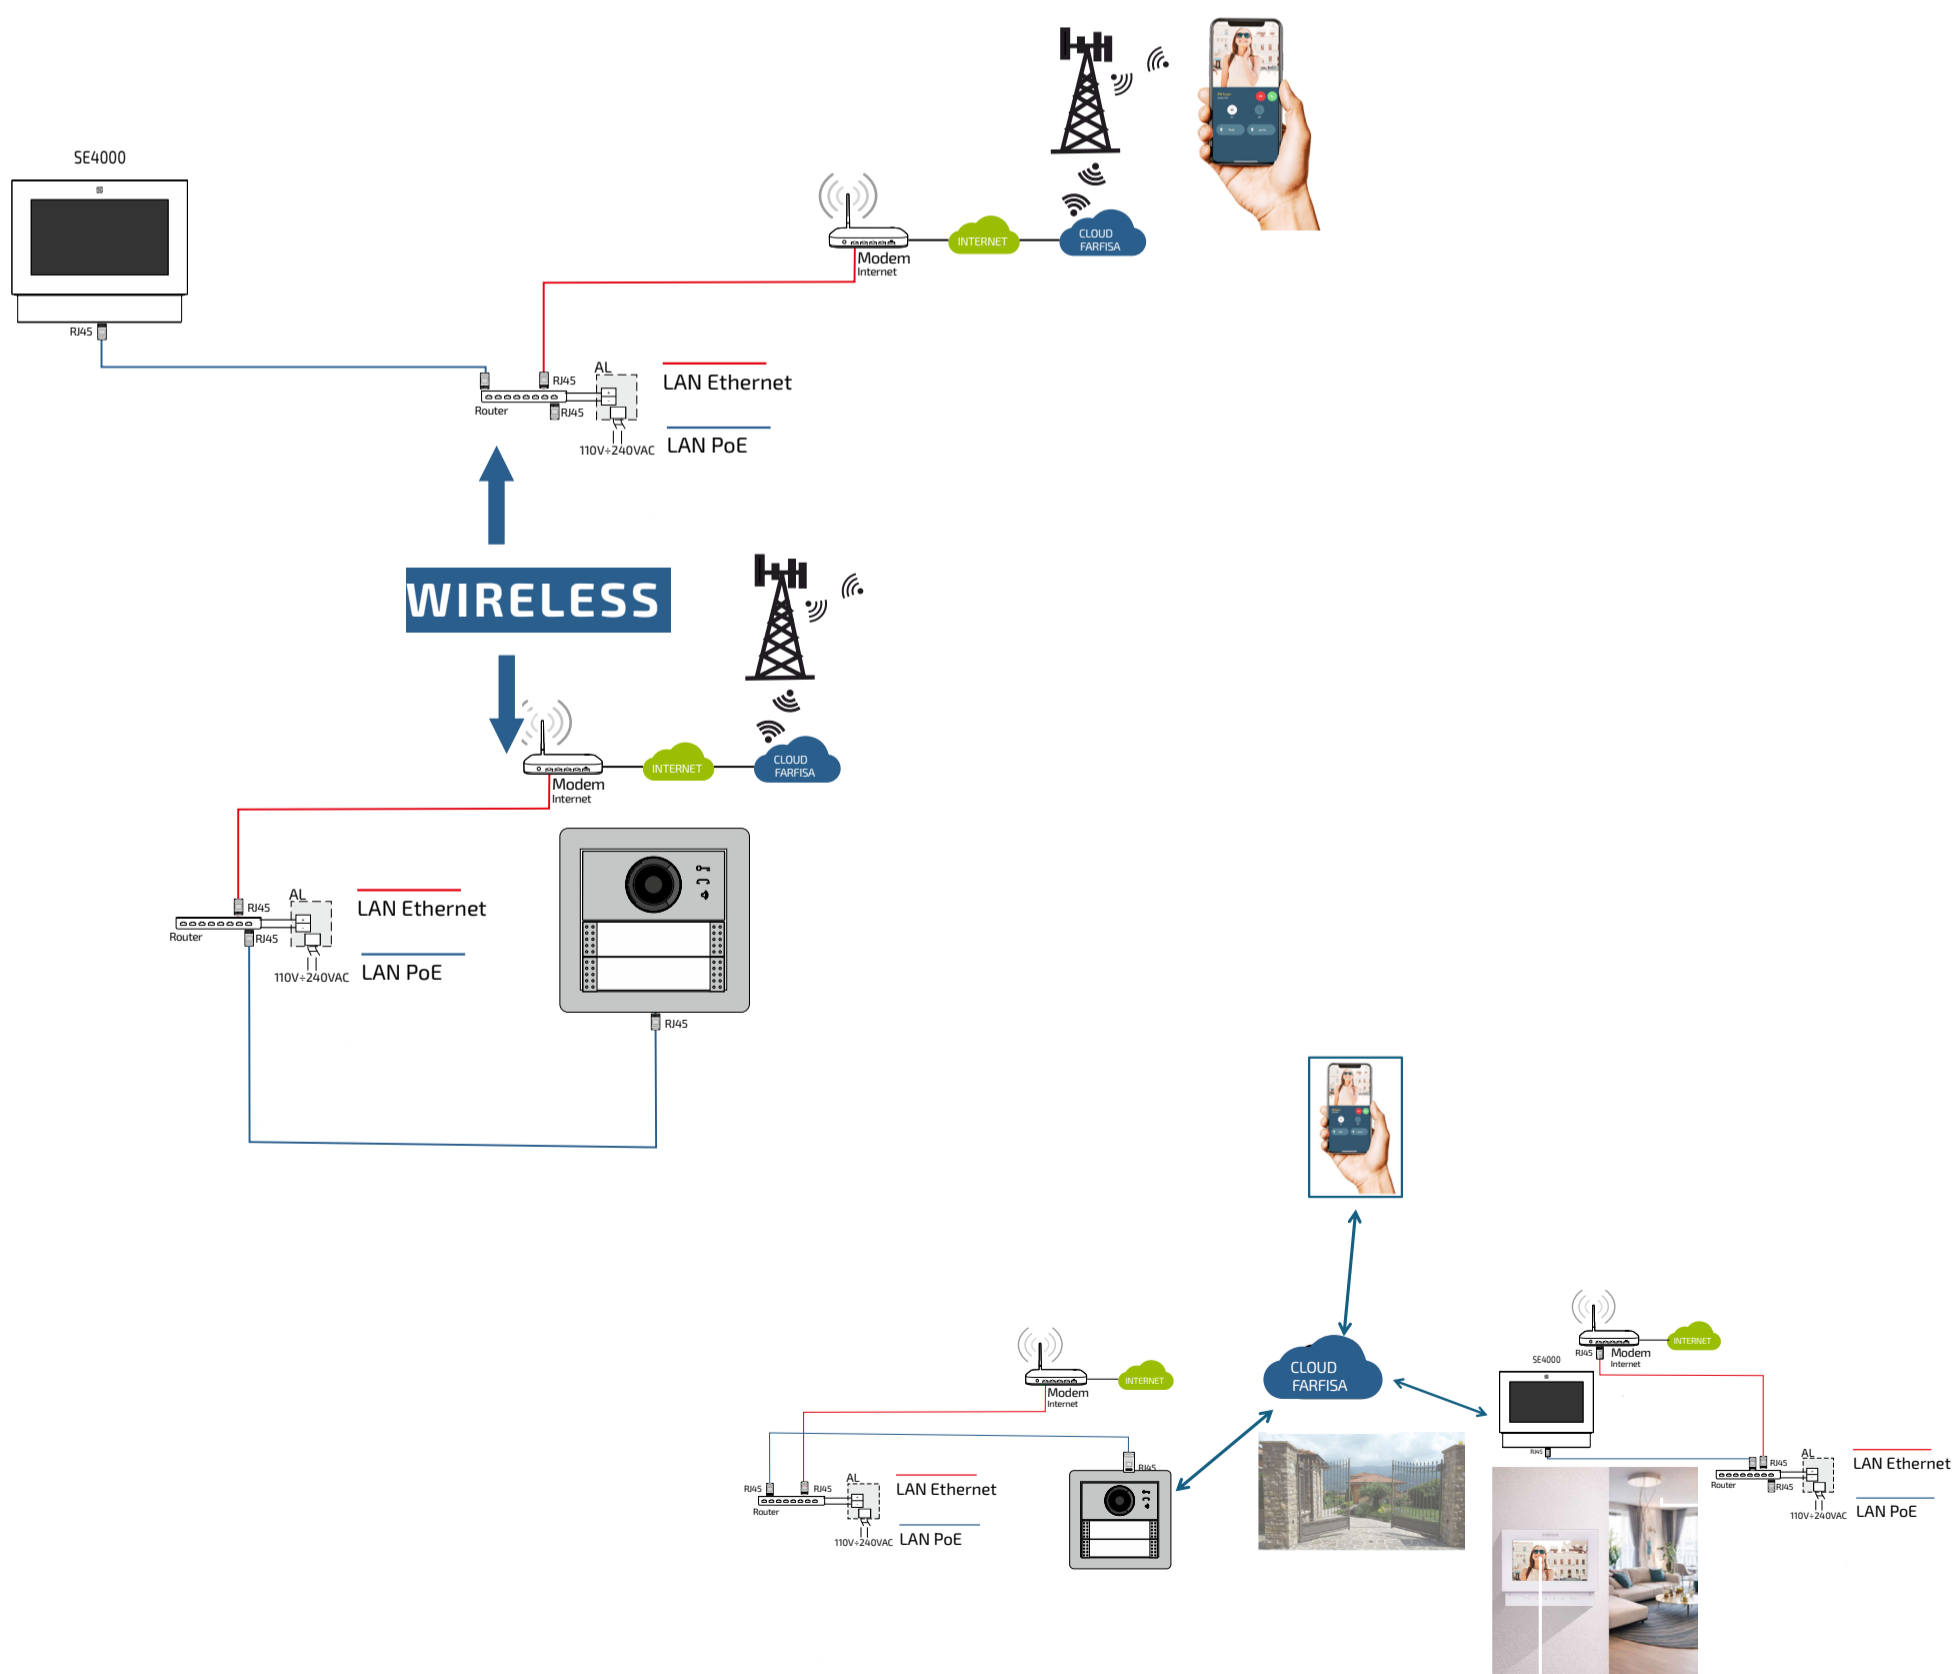 SE4000
RJ45
Modem
Internet
INTERNET
CLOUD
FARFISA
RJ45
RJ45
Router
AL
110V÷240VAC
LAN Ethernet
LAN PoE
WIRELESS
Modem
Internet
INTERNET
CLOUD
FARFISA
RJ45
RJ45
Router
AL
110V÷240VAC
LAN Ethernet
LAN PoE
RJ45
CLOUD
FARFISA
Modem
Internet
INTERNET
RJ45
RJ45
Router
AL
110V÷240VAC
LAN Ethernet
LAN PoE
RJ45
SE4000
RJ45
RJ45
Modem
Internet
INTERNET
RJ45
RJ45
Router
AL
110V÷240VAC
LAN Ethernet
LAN PoE